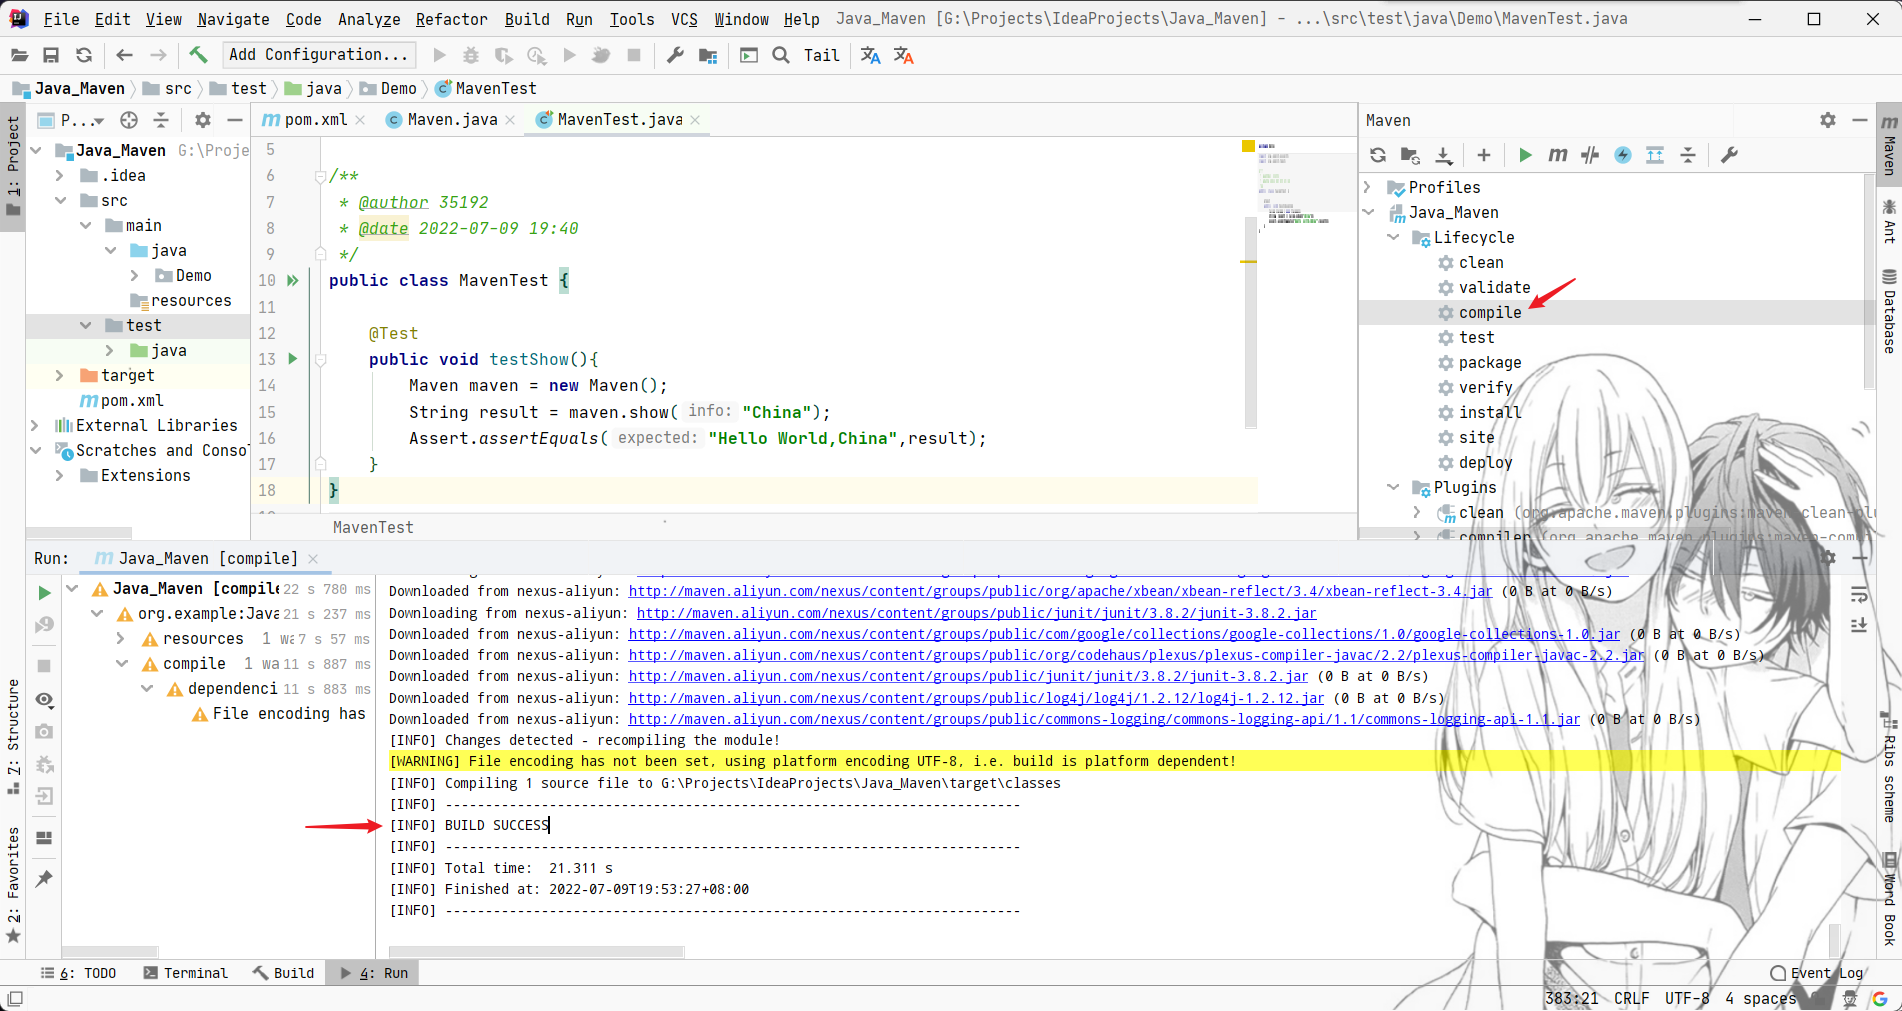 File Edit View Navigate Code Analyze Refactor Build Run Tools VCS Window Help Java_Maven [G:\Projects\IdeaProjects\Java_Maven] - ...\src\test\java\Demo\MavenTest.java
Add Configuration... Tail
Java_Maven src test java Demo MavenTest
P...
pom.xml Maven.java MavenTest.java
Maven
1: Project
Java_Maven G:\Proje
.idea
src
main
java
Demo
resources
test
java
target
pom.xml
External Libraries
Scratches and Conso
Extensions
5
6 /**
7 * @author 35192
8 * @date 2022-07-09 19:40
9 */
10 public class MavenTest {
11
12 @Test
13 public void testShow(){
14 Maven maven = new Maven();
15 String result = maven.show( info: "China");
16 Assert.assertEquals( expected: "Hello World,China",result);
17 }
18 }
MavenTest
Profiles
Java_Maven
Lifecycle
clean
validate
compile
test
package
verify
install
site
deploy
Plugins
clean (org.apache.maven.plugins:maven-clean-plu
compiler (org.apache.maven.plugins:maven-comp
Maven
Ant
Database
Ribs scheme
Word Book
Run: Java_Maven [compile]
Java_Maven [compile 22 s 780 ms
org.example:Java 21 s 237 ms
resources 1 wa 7 s 57 ms
compile 1 wa 11 s 887 ms
dependenci 11 s 883 ms
File encoding has
Downloaded from nexus-aliyun: http://maven.aliyun.com/nexus/content/groups/public/org/apache/xbean/xbean-reflect/3.4/xbean-reflect-3.4.jar (0 B at 0 B/s)
Downloading from nexus-aliyun: http://maven.aliyun.com/nexus/content/groups/public/junit/junit/3.8.2/junit-3.8.2.jar
Downloaded from nexus-aliyun: http://maven.aliyun.com/nexus/content/groups/public/com/google/collections/google-collections/1.0/google-collections-1.0.jar (0 B at 0 B/s)
Downloaded from nexus-aliyun: http://maven.aliyun.com/nexus/content/groups/public/org/codehaus/plexus/plexus-compiler-javac/2.2/plexus-compiler-javac-2.2.jar (0 B at 0 B/s)
Downloaded from nexus-aliyun: http://maven.aliyun.com/nexus/content/groups/public/junit/junit/3.8.2/junit-3.8.2.jar (0 B at 0 B/s)
Downloaded from nexus-aliyun: http://maven.aliyun.com/nexus/content/groups/public/log4j/log4j/1.2.12/log4j-1.2.12.jar (0 B at 0 B/s)
Downloaded from nexus-aliyun: http://maven.aliyun.com/nexus/content/groups/public/commons-logging/commons-logging-api/1.1/commons-logging-api-1.1.jar (0 B at 0 B/s)
[INFO] Changes detected - recompiling the module!
[WARNING] File encoding has not been set, using platform encoding UTF-8, i.e. build is platform dependent!
[INFO] Compiling 1 source file to G:\Projects\IdeaProjects\Java_Maven\target\classes
[INFO] ------------------------------------------------------------------------
[INFO] BUILD SUCCESS
[INFO] ------------------------------------------------------------------------
[INFO] Total time:  21.311 s
[INFO] Finished at: 2022-07-09T19:53:27+08:00
[INFO] ------------------------------------------------------------------------
7: Structure
2: Favorites
6: TODO Terminal Build 4: Run Event Log
383:21 CRLF UTF-8 4 spaces